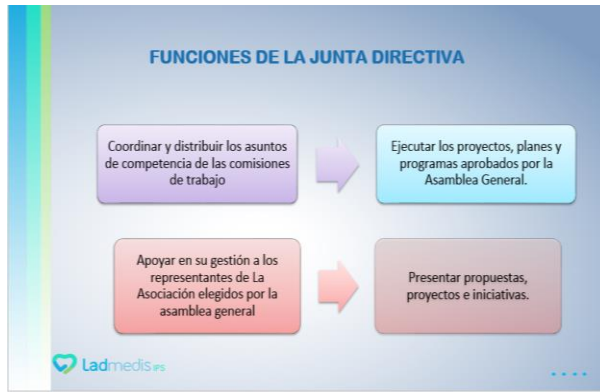 FUNCIONES DE LA JUNTA DIRECTIVA
Coordinar y distribuir los asuntos
de competencia de las comisiones
de trabajo
Ejecutar los proyectos, planes y
programas aprobados por la
Asamblea General.
Apoyar en su gestión a los
representantes de La
Asociación elegidos por la
asamblea general
Presentar propuestas,
proyectos e iniciativas.
Ladmedis IPS